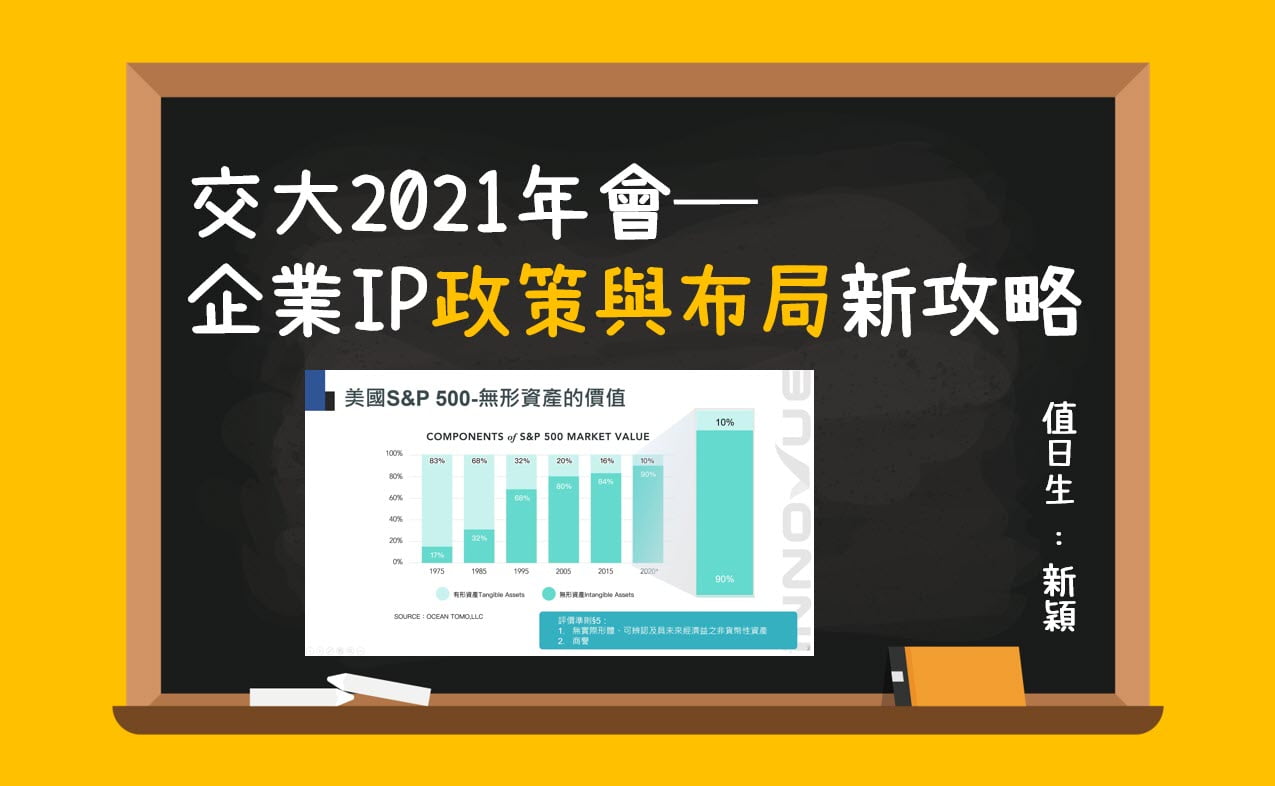 交大2021年會—
企業IP政策與布局新攻略
美國S&P 500-無形資產的價值
COMPONENTS of S&P 500 MARKET VALUE
100%
80%
60%
40%
20%
0%
83% 68% 32% 20% 16% 10%
17% 32% 68% 80% 84% 90%
1975 1985 1995 2005 2015 2020*
10%
90%
有形資產Tangible Assets 無形資產Intangible Assets
SOURCE：OCEAN TOMO,LLC
評價準則§5：
1. 無實際形體、可辨認及具未來經濟益之非貨幣性資產
2. 商譽
INNOVUE
值日生：新穎